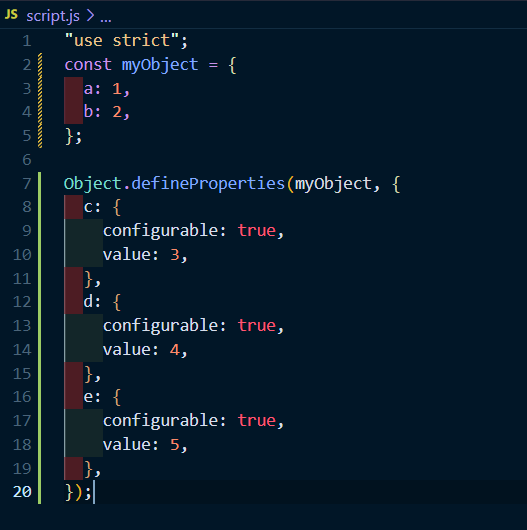 JS script.js > ...
1 "use strict";
2 const myObject = {
3 a: 1,
4 b: 2,
5 };
6
7 Object.defineProperties(myObject, {
8 c: {
9 configurable: true,
10 value: 3,
11 },
12 d: {
13 configurable: true,
14 value: 4,
15 },
16 e: {
17 configurable: true,
18 value: 5,
19 },
20 });